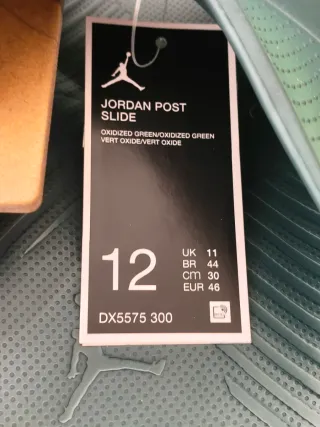 JORDAN POST
SLIDE
OXIDIZED GREEN/OXIDIZED GREEN
VERT OXIDE/VERT OXIDE
12
UK 11
BR 44
CM 30
EUR 46
DX5575 300